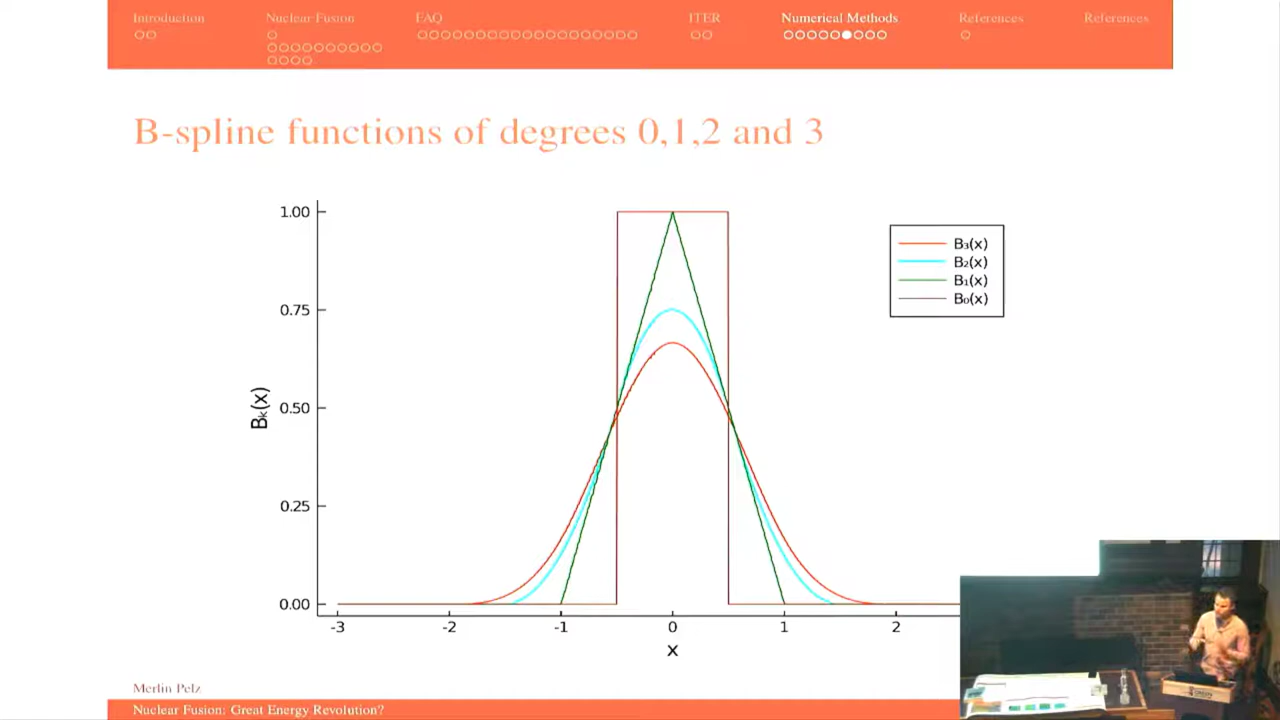 Introduction
Nuclear Fusion
FAQ
ITER
Numerical Methods
References
References
B-spline functions of degrees 0,1,2 and 3
1.00
0.75
0.50
0.25
0.00
Bₖ(x)
-3
-2
-1
0
1
2
x
B₃(x)
B₂(x)
B₁(x)
B₀(x)
Merlin Pelz
Nuclear Fusion: Great Energy Revolution?